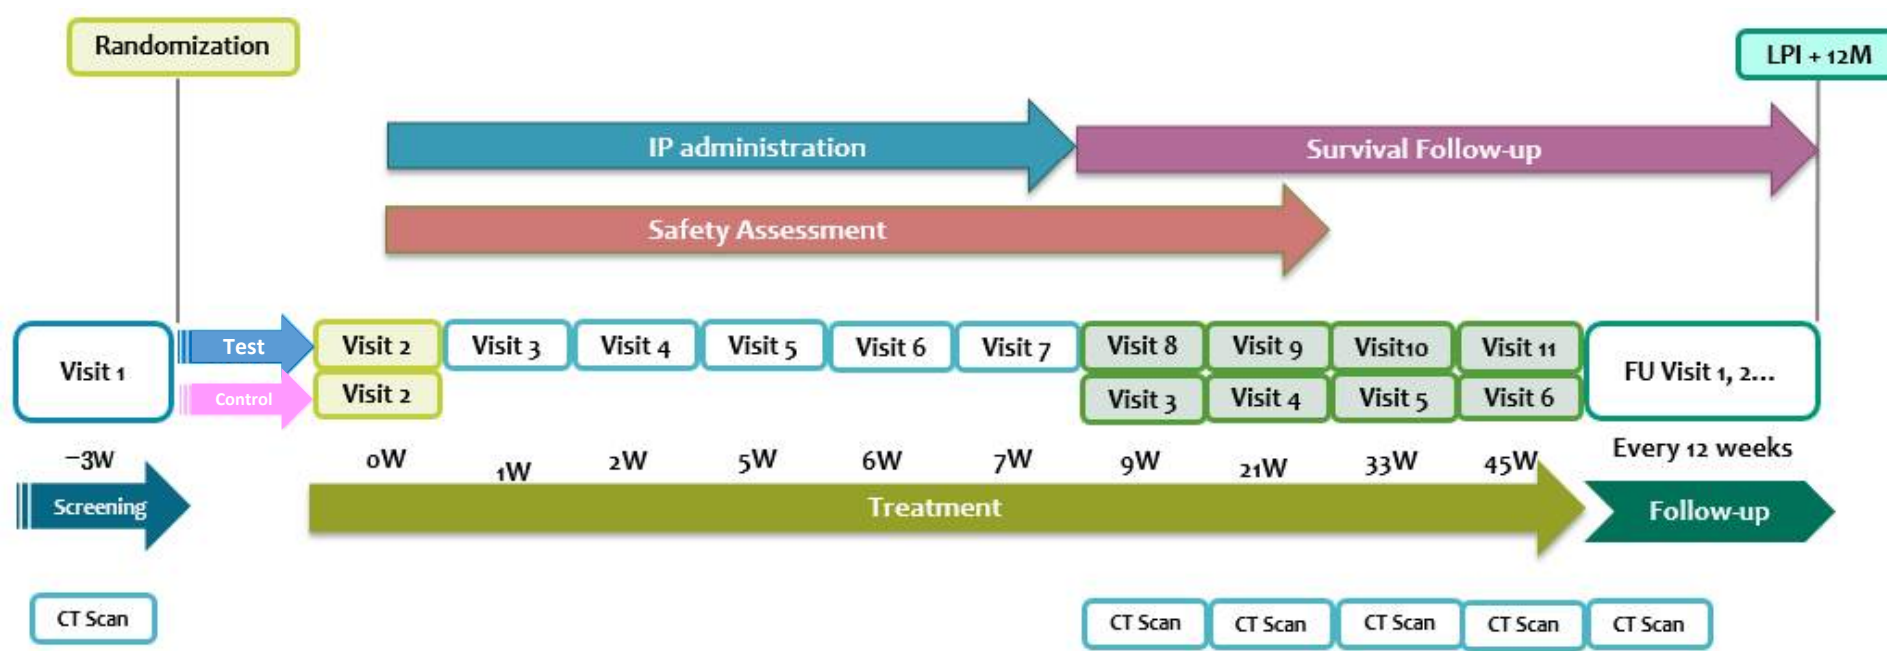 Randomization
LPI + 12M
IP administration
Survival Follow-up
Safety Assessment
Visit 1
Test
Control
Visit 2
Visit 3
Visit 4
Visit 5
Visit 6
Visit 7
Visit 8
Visit 9
Visit10
Visit 11
Visit 2
Visit 3
Visit 4
Visit 5
Visit 6
FU Visit 1, 2...
−3W
0W
1W
2W
5W
6W
7W
9W
21W
33W
45W
Every 12 weeks
Screening
Treatment
Follow-up
CT Scan
CT Scan
CT Scan
CT Scan
CT Scan
CT Scan